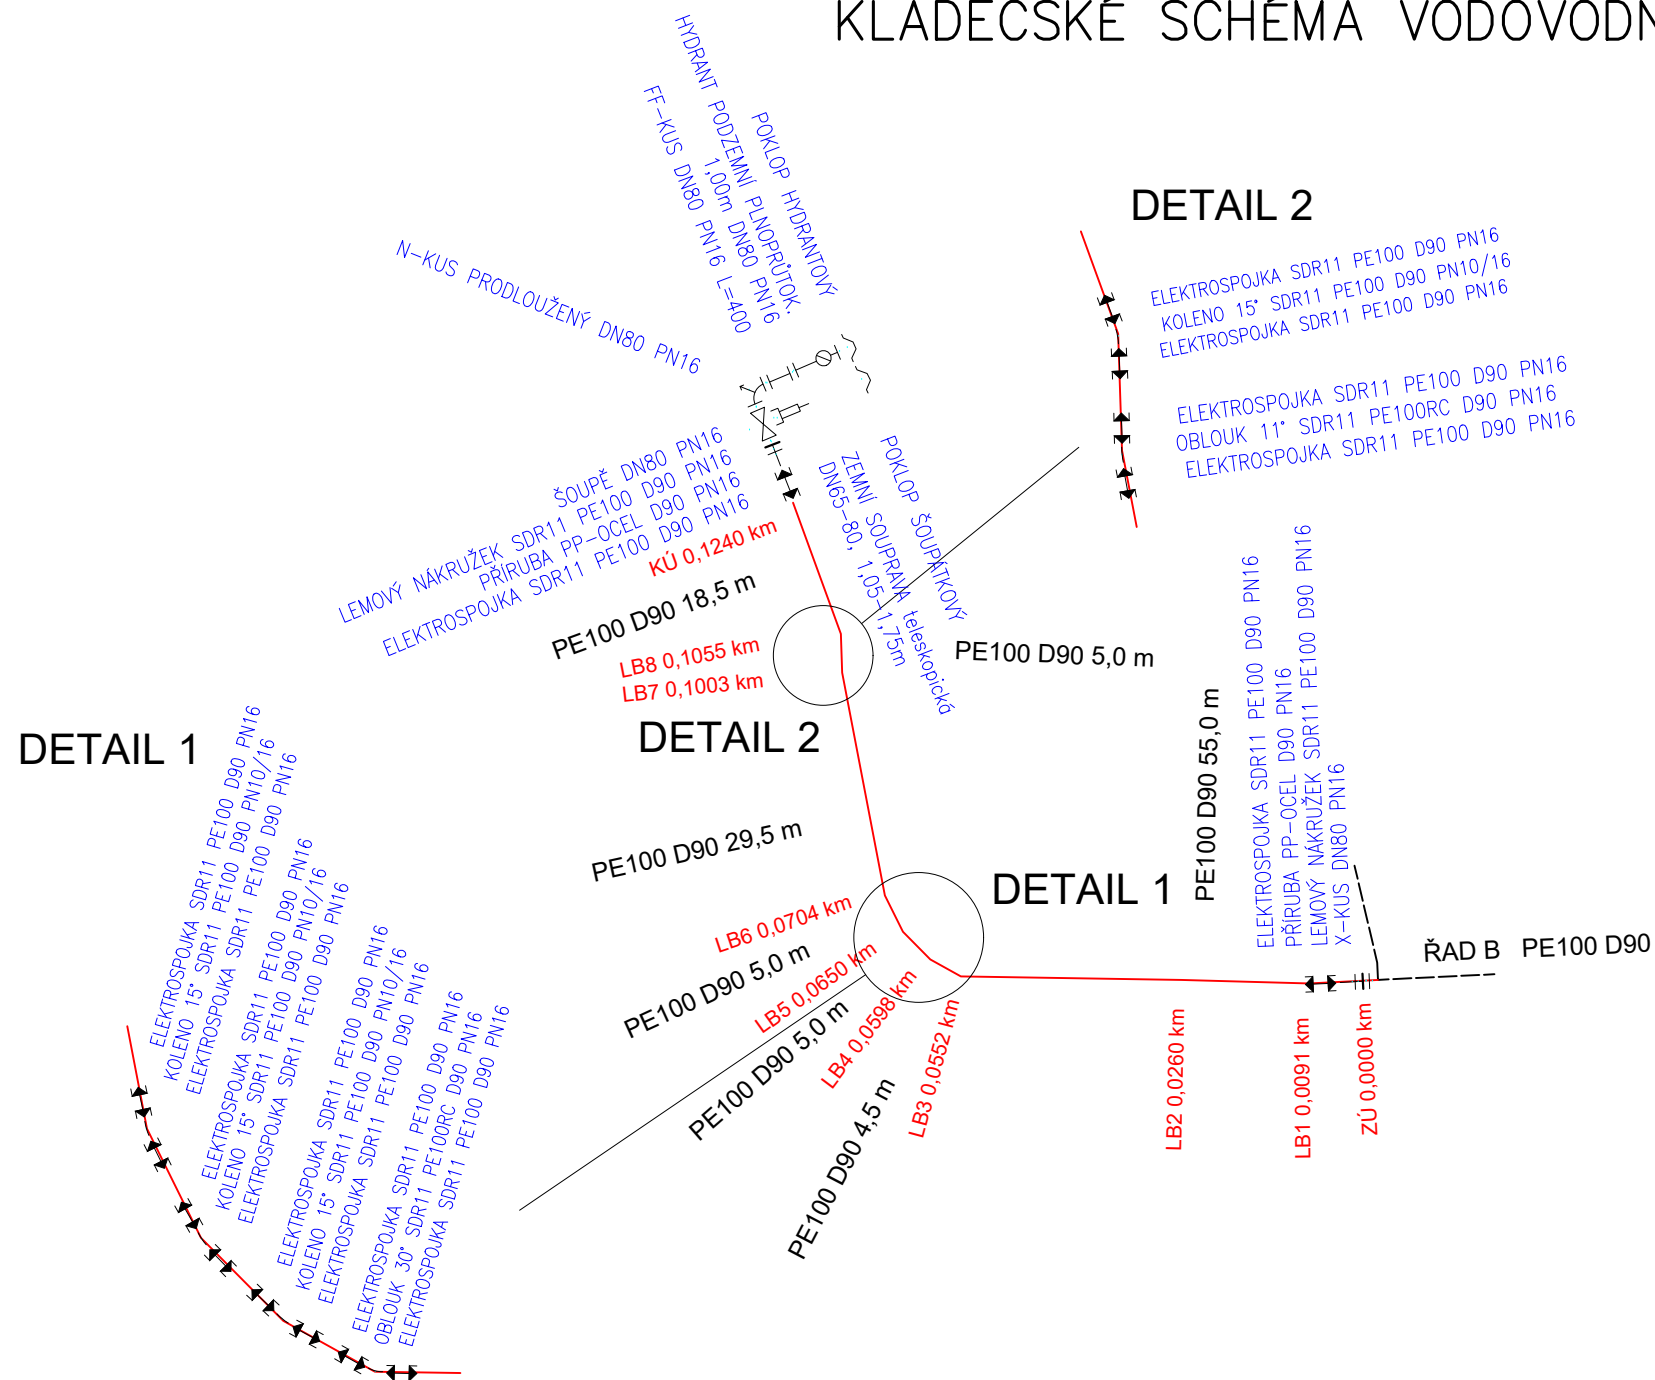 KLADEČSKÉ SCHÉMA
HYDRANT PODZEMNÍ PLNOPRŮTOK.
1,00m DN80 PN16
FF-KUS DN80 PN16 L=400
POKLOP HYDRANTOVÝ
N-KUS PRODLOUŽENÝ DN80 PN16
ŠOUPĚ DN80 PN16
LEMOVÝ NÁKRUŽEK SDR11 PE100 D90 PN16
PŘÍRUBA PP-OCEL D90 PN16
ELEKTROSPOJKA SDR11 PE100 D90 PN16
KÚ 0,1240 km
PE100 D90 18,5 m
LB8 0,1055 km
LB7 0,1003 km
DETAIL 2
POKLOP ŠOUPÁTKOVÝ
ZEMNÍ SOUPRAVA teleskopická
DN65-80, 1,05-1,75m
PE100 D90 5,0 m
DETAIL 2
ELEKTROSPOJKA SDR11 PE100 D90 PN16
KOLENO 15° SDR11 PE100 D90 PN10/16
ELEKTROSPOJKA SDR11 PE100 D90 PN16
ELEKTROSPOJKA SDR11 PE100 D90 PN16
OBLOUK 11° SDR11 PE100RC D90 PN16
ELEKTROSPOJKA SDR11 PE100 D90 PN16
PE100 D90 55,0 m
ELEKTROSPOJKA SDR11 PE100 D90 PN16
PŘÍRUBA PP-OCEL D90 PN16
LEMOVÝ NÁKRUŽEK SDR11 PE100 D90 PN16
X-KUS DN80 PN16
ŘAD B PE100 D90
PE100 D90 29,5 m
DETAIL 1
LB6 0,0704 km
PE100 D90 5,0 m
LB5 0,0650 km
PE100 D90 5,0 m
LB4 0,0598 km
PE100 D90 4,5 m
LB3 0,0552 km
LB2 0,0260 km
LB1 0,0091 km
ZÚ 0,0000 km
DETAIL 1
ELEKTROSPOJKA SDR11 PE100 D90 PN16
KOLENO 15° SDR11 PE100 D90 PN10/16
ELEKTROSPOJKA SDR11 PE100 D90 PN16
ELEKTROSPOJKA SDR11 PE100 D90 PN16
KOLENO 15° SDR11 PE100 D90 PN10/16
ELEKTROSPOJKA SDR11 PE100 D90 PN16
ELEKTROSPOJKA SDR11 PE100 D90 PN16
KOLENO 15° SDR11 PE100 D90 PN10/16
ELEKTROSPOJKA SDR11 PE100 D90 PN16
ELEKTROSPOJKA SDR11 PE100 D90 PN16
OBLOUK 30° SDR11 PE100RC D90 PN16
ELEKTROSPOJKA SDR11 PE100 D90 PN16